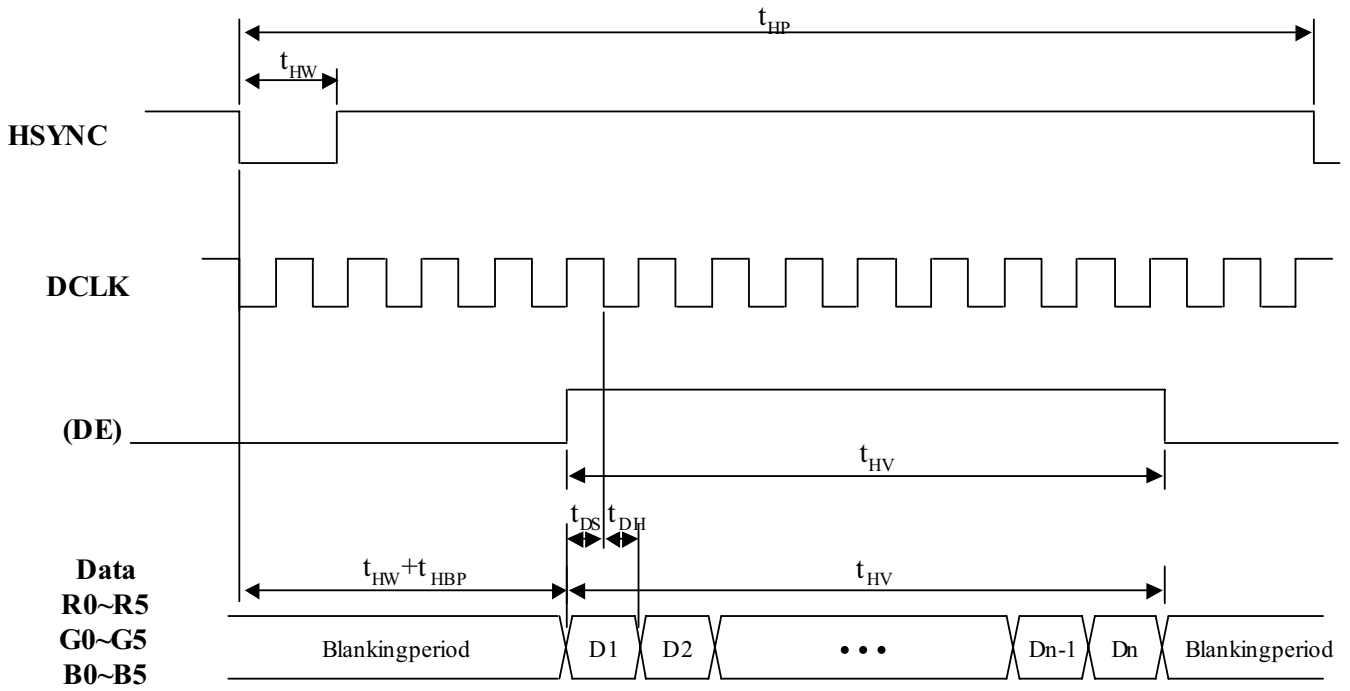 tHP
tHW
HSYNC
DCLK
(DE)
tHV
tDS tDH
Data
R0~R5
G0~G5
B0~B5
tHW+tHBP
tHV
Blankingperiod D1 D2 ••• Dn-1 Dn Blankingperiod